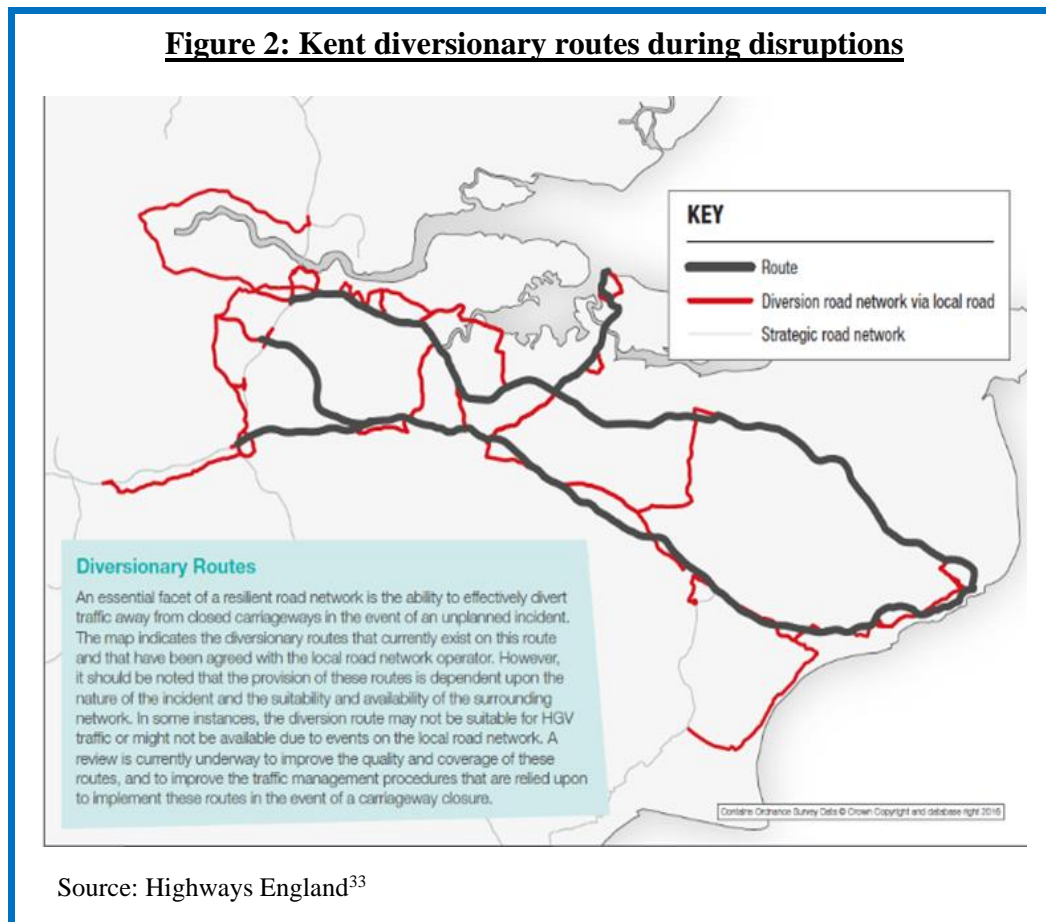 Figure 2: Kent diversionary routes during disruptions
KEY
Route
Diversion road network via local road
Strategic road network
Diversionary Routes
An essential facet of a resilient road network is the ability to effectively divert
traffic away from closed carriageways in the event of an unplanned incident.
The map indicates the diversionary routes that currently exist on this route
and that have been agreed with the local road network operator. However,
it should be noted that the provision of these routes is dependent upon the
nature of the incident and the suitability and availability of the surrounding
network. In some instances, the diversion route may not be suitable for HGV
traffic or might not be available due to events on the local road network. A
review is currently underway to improve the quality and coverage of these
routes, and to improve the traffic management procedures that are relied upon
to implement these routes in the event of a carriageway closure.
Contains Ordnance Survey Data © Crown Copyright and database right 2016
Source: Highways England33